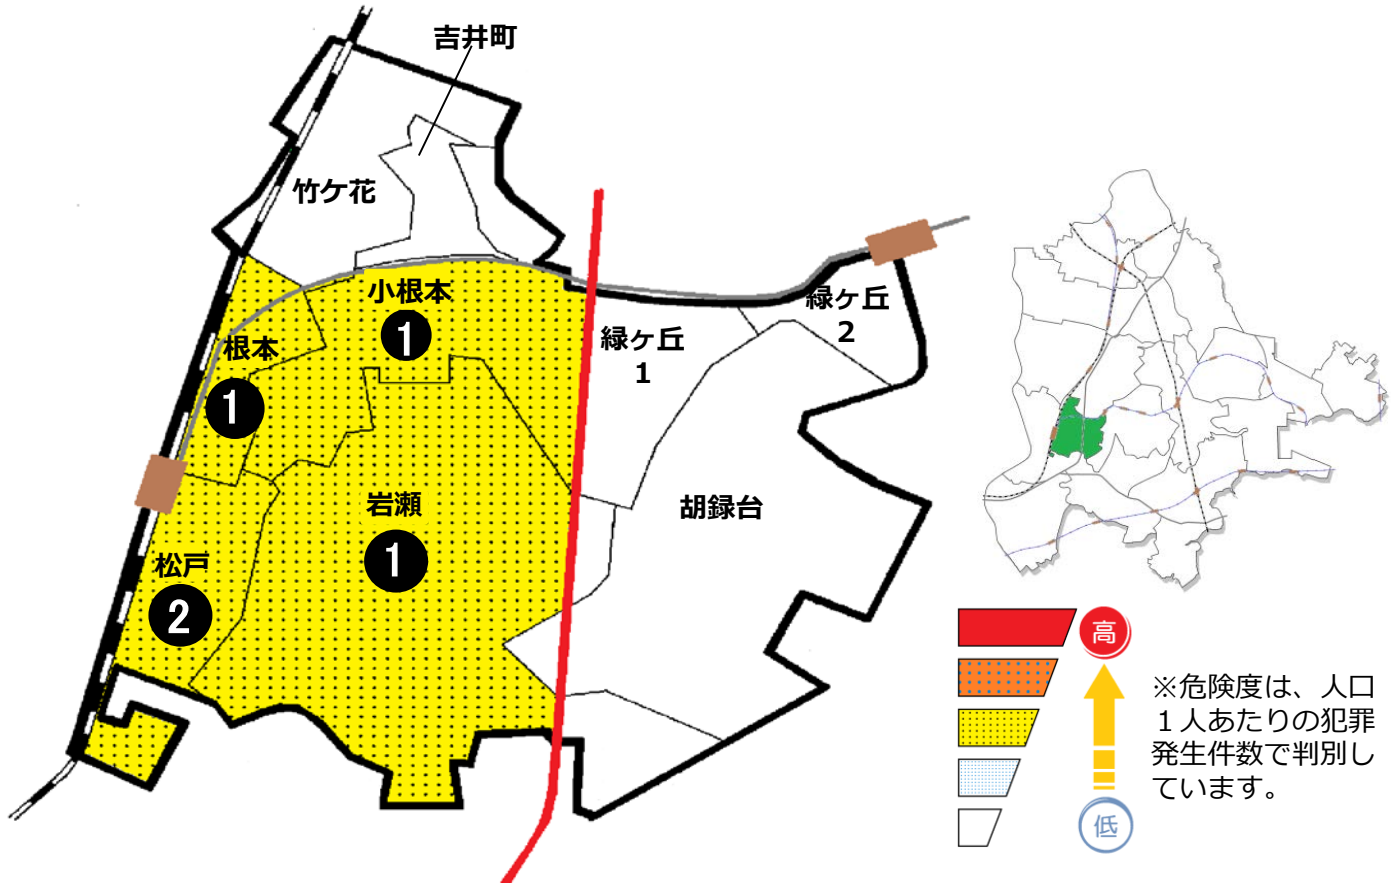 吉井町
竹ケ花
小根本
1
根本
1
緑ヶ丘
1
緑ヶ丘
2
岩瀬
1
胡録台
松戸
2
高
※危険度は、人口
１人あたりの犯罪
発生件数で判別し
ています。
低